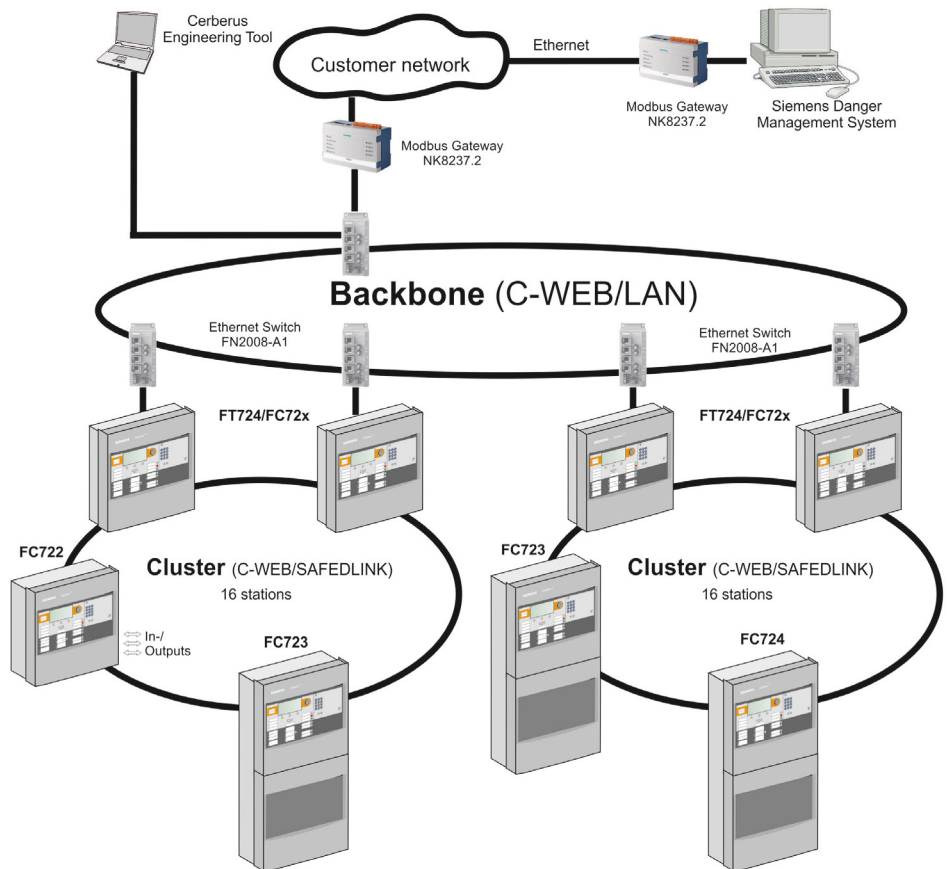 Cerberus
Engineering Tool
Customer network
Ethernet
Modbus Gateway
NK8237.2
Siemens Danger
Management System
Modbus Gateway
NK8237.2
Backbone (C-WEB/LAN)
Ethernet Switch
FN2008-A1
Ethernet Switch
FN2008-A1
FT724/FC72x
FT724/FC72x
FC722
Cluster (C-WEB/SAFEDLINK)
16 stations
In-/
Outputs
FC723
FC723
Cluster (C-WEB/SAFEDLINK)
16 stations
FC724